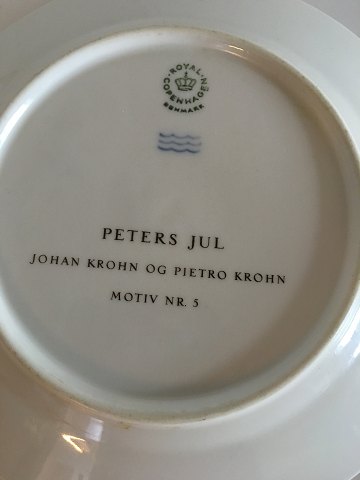 ROYAL
COPENHAGEN
DENMARK
PETERS JUL
JOHAN KROHN OG PIETRO KROHN
MOTIV NR. 5